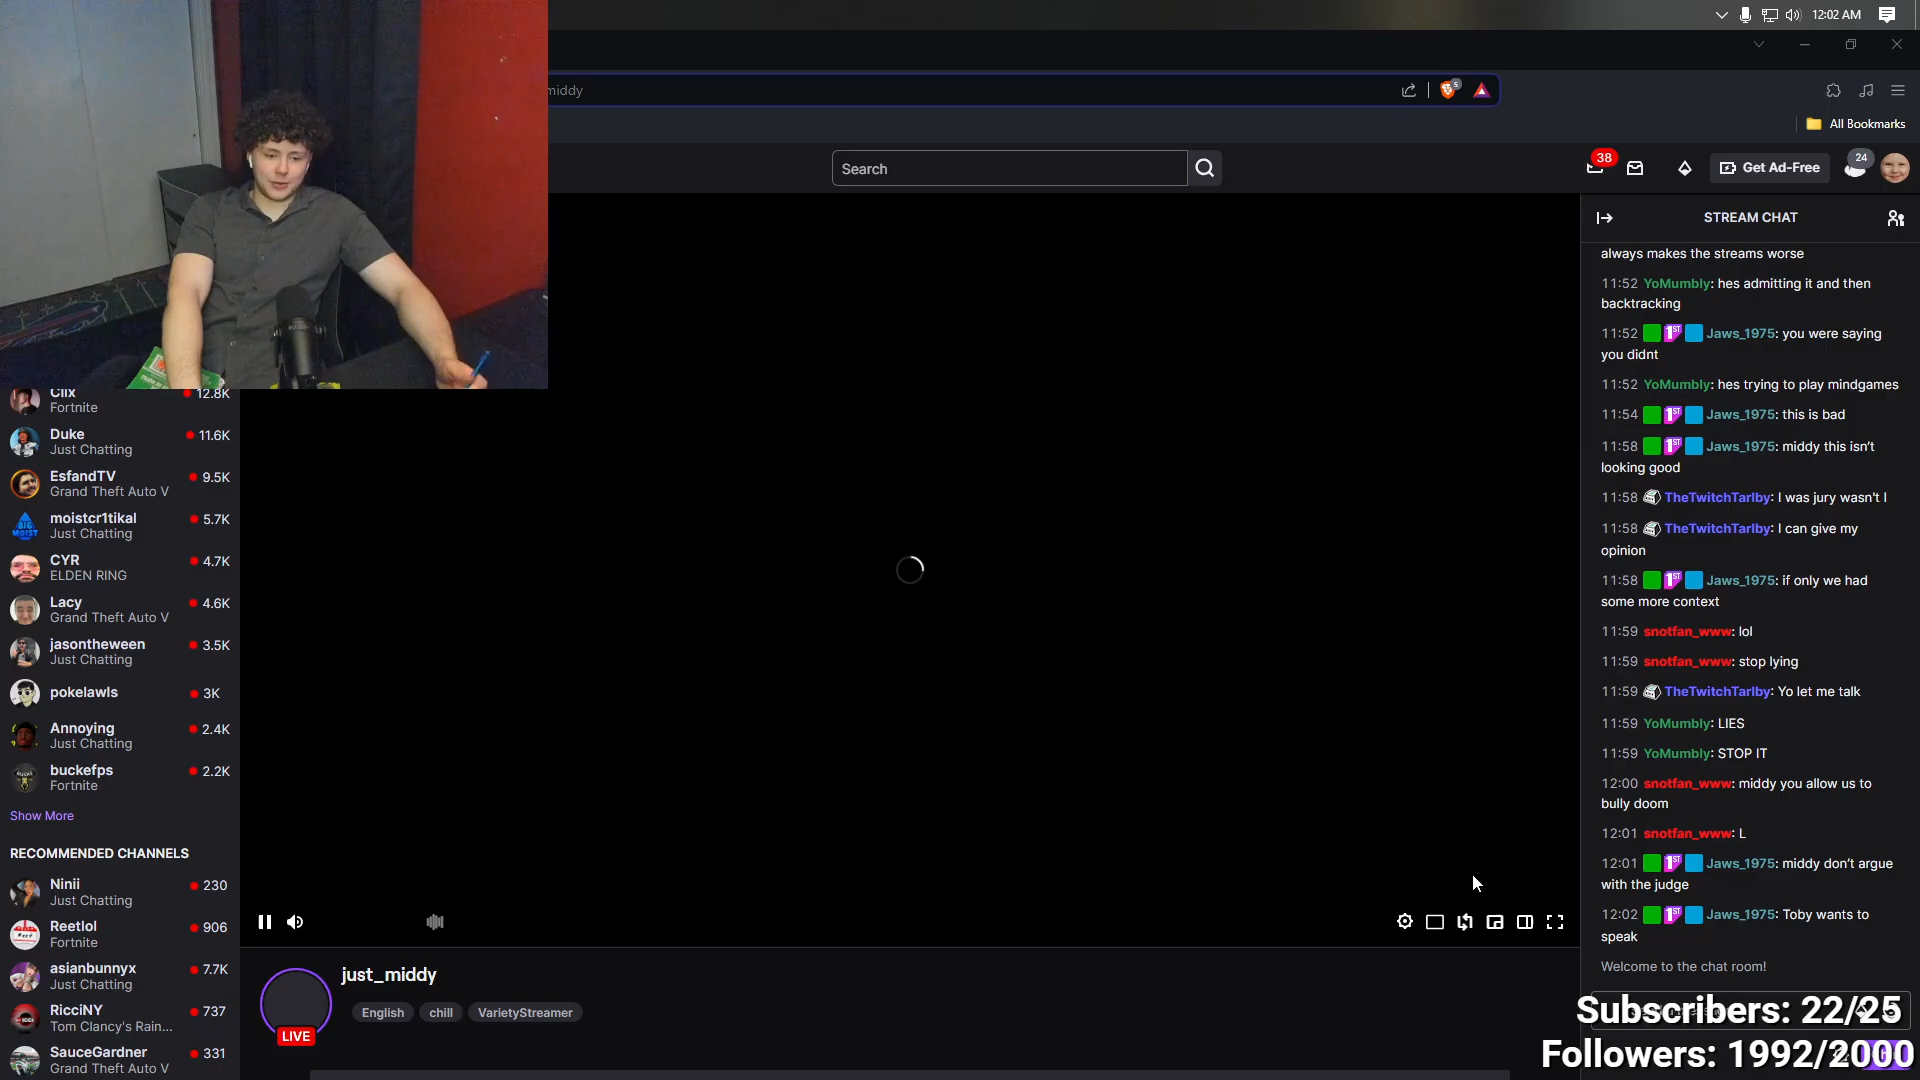 12:02 AM
middy
5
All Bookmarks
Search
38
Get Ad-Free
24
STREAM CHAT
always makes the streams worse
11:52 YoMumbly: hes admitting it and then
backtracking
11:52 1ST Jaws_1975: you were saying
you didnt
11:52 YoMumbly: hes trying to play mindgames
11:54 1ST Jaws_1975: this is bad
11:58 1ST Jaws_1975: middy this isn't
looking good
11:58 TheTwitchTarlby: I was jury wasn't I
11:58 TheTwitchTarlby: I can give my
opinion
11:58 1ST Jaws_1975: if only we had
some more context
11:59 snotfan_www: lol
11:59 snotfan_www: stop lying
11:59 TheTwitchTarlby: Yo let me talk
11:59 YoMumbly: LIES
11:59 YoMumbly: STOP IT
12:00 snotfan_www: middy you allow us to
bully doom
12:01 snotfan_www: L
12:01 1ST Jaws_1975: middy don't argue
with the judge
12:02 1ST Jaws_1975: Toby wants to
speak
Welcome to the chat room!
Clix 12.8K
Fortnite
Duke 11.6K
Just Chatting
EsfandTV 9.5K
Grand Theft Auto V
moistcr1tikal 5.7K
Just Chatting
CYR 4.7K
ELDEN RING
Lacy 4.6K
Grand Theft Auto V
jasontheween 3.5K
Just Chatting
pokelawls 3K
Annoying 2.4K
Just Chatting
buckefps 2.2K
Fortnite
Show More
RECOMMENDED CHANNELS
Ninii 230
Just Chatting
Reetlol 906
Fortnite
asianbunnyx 7.7K
Just Chatting
RicciNY 737
Tom Clancy's Rain...
SauceGardner 331
Grand Theft Auto V
just_middy
English chill VarietyStreamer
LIVE
Subscribers: 22/25
Followers: 1992/2000